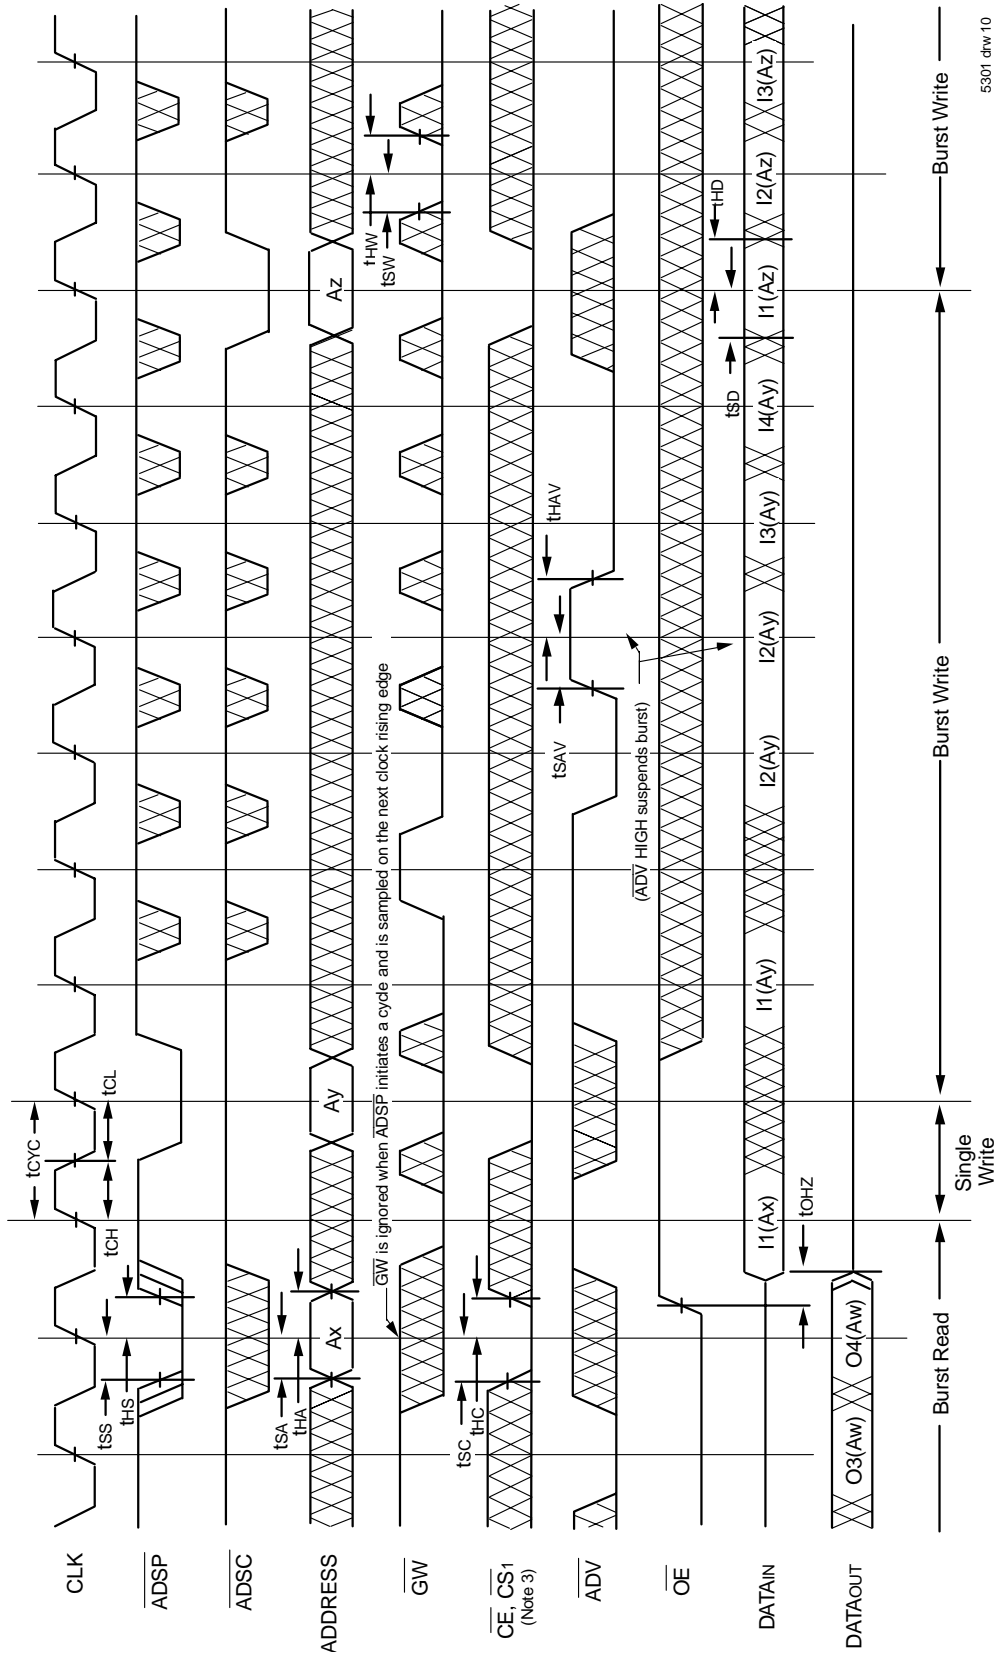 tCYC
tCH
tCL
CLK
tSS
tHS
ADSP
ADSC
tSA
tHA
ADDRESS
Ax
Ay
Az
tHW
tSW
GW is ignored when ADSP initiates a cycle and is sampled on the next clock rising edge
GW
tSC
tHC
CE, CS1
(Note 3)
tSAV
tHAV
ADV
(ADV HIGH suspends burst)
OE
tSD
tHD
DATAIN
I1(Ax)
I1(Ay)
I2(Ay)
I2(Ay)
I3(Ay)
I4(Ay)
I1(Az)
I2(Az)
I3(Az)
tOHZ
DATAOUT
O3(Aw)
O4(Aw)
Burst Read
Single
Write
Burst Write
Burst Write
5301 drw 10